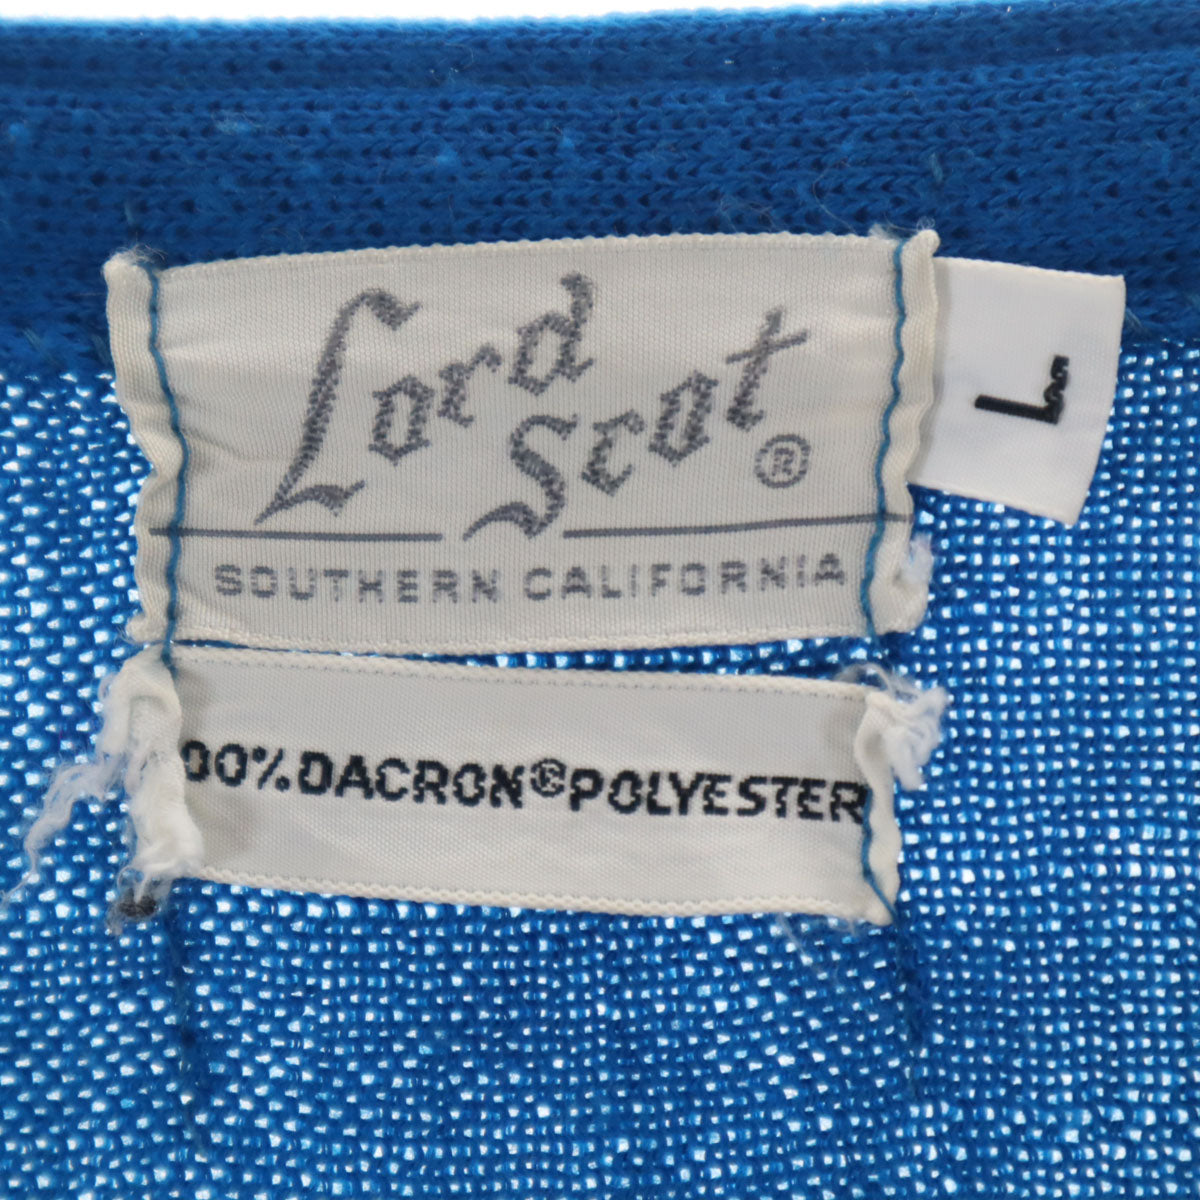 Lord
Scot ®
SOUTHERN CALIFORNIA
L
00% DACRON® POLYESTER